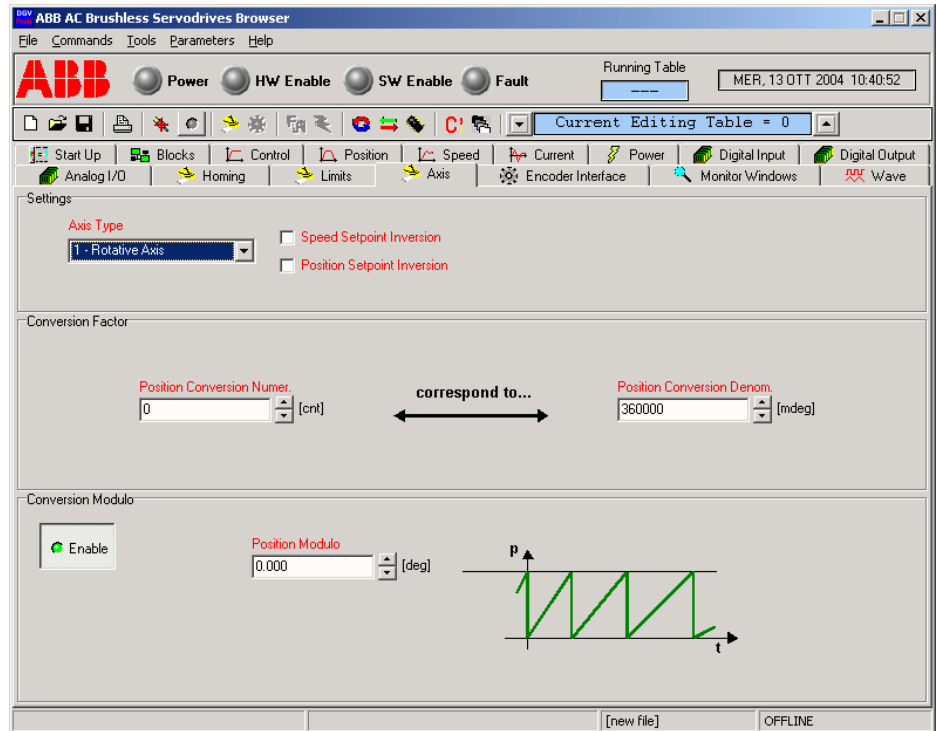 DGV
ABB AC Brushless Servodrives Browser
File Commands Tools Parameters Help
ABB Power HW Enable SW Enable Fault
Running Table
---
MER, 13 OTT 2004 10:40:52
Current Editing Table = 0
Start Up Blocks Control Position Speed Current Power Digital Input Digital Output
Analog I/O Homing Limits Axis Encoder Interface Monitor Windows Wave
Settings
Axis Type
1 - Rotative Axis
Speed Setpoint Inversion
Position Setpoint Inversion
Conversion Factor
Position Conversion Numer.
0 [cnt]
correspond to...
Position Conversion Denom.
360000 [mdeg]
Conversion Modulo
Enable
Position Modulo
0.000 [deg]
p
t
[new file] OFFLINE